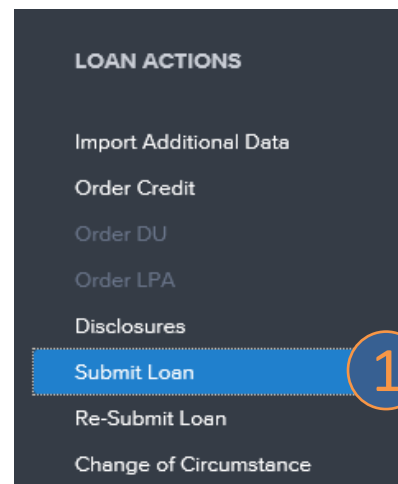 LOAN ACTIONS
Import Additional Data
Order Credit
Order DU
Order LPA
Disclosures
Submit Loan
1
Re-Submit Loan
Change of Circumstance